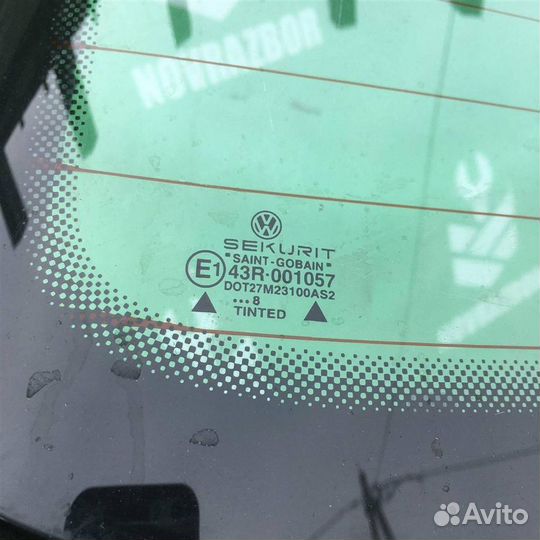 NOVRAZBOR
SEKURIT
SAINT-GOBAIN
E1 43R-001057
DOT27M23100AS2
...8
TINTED
Avito